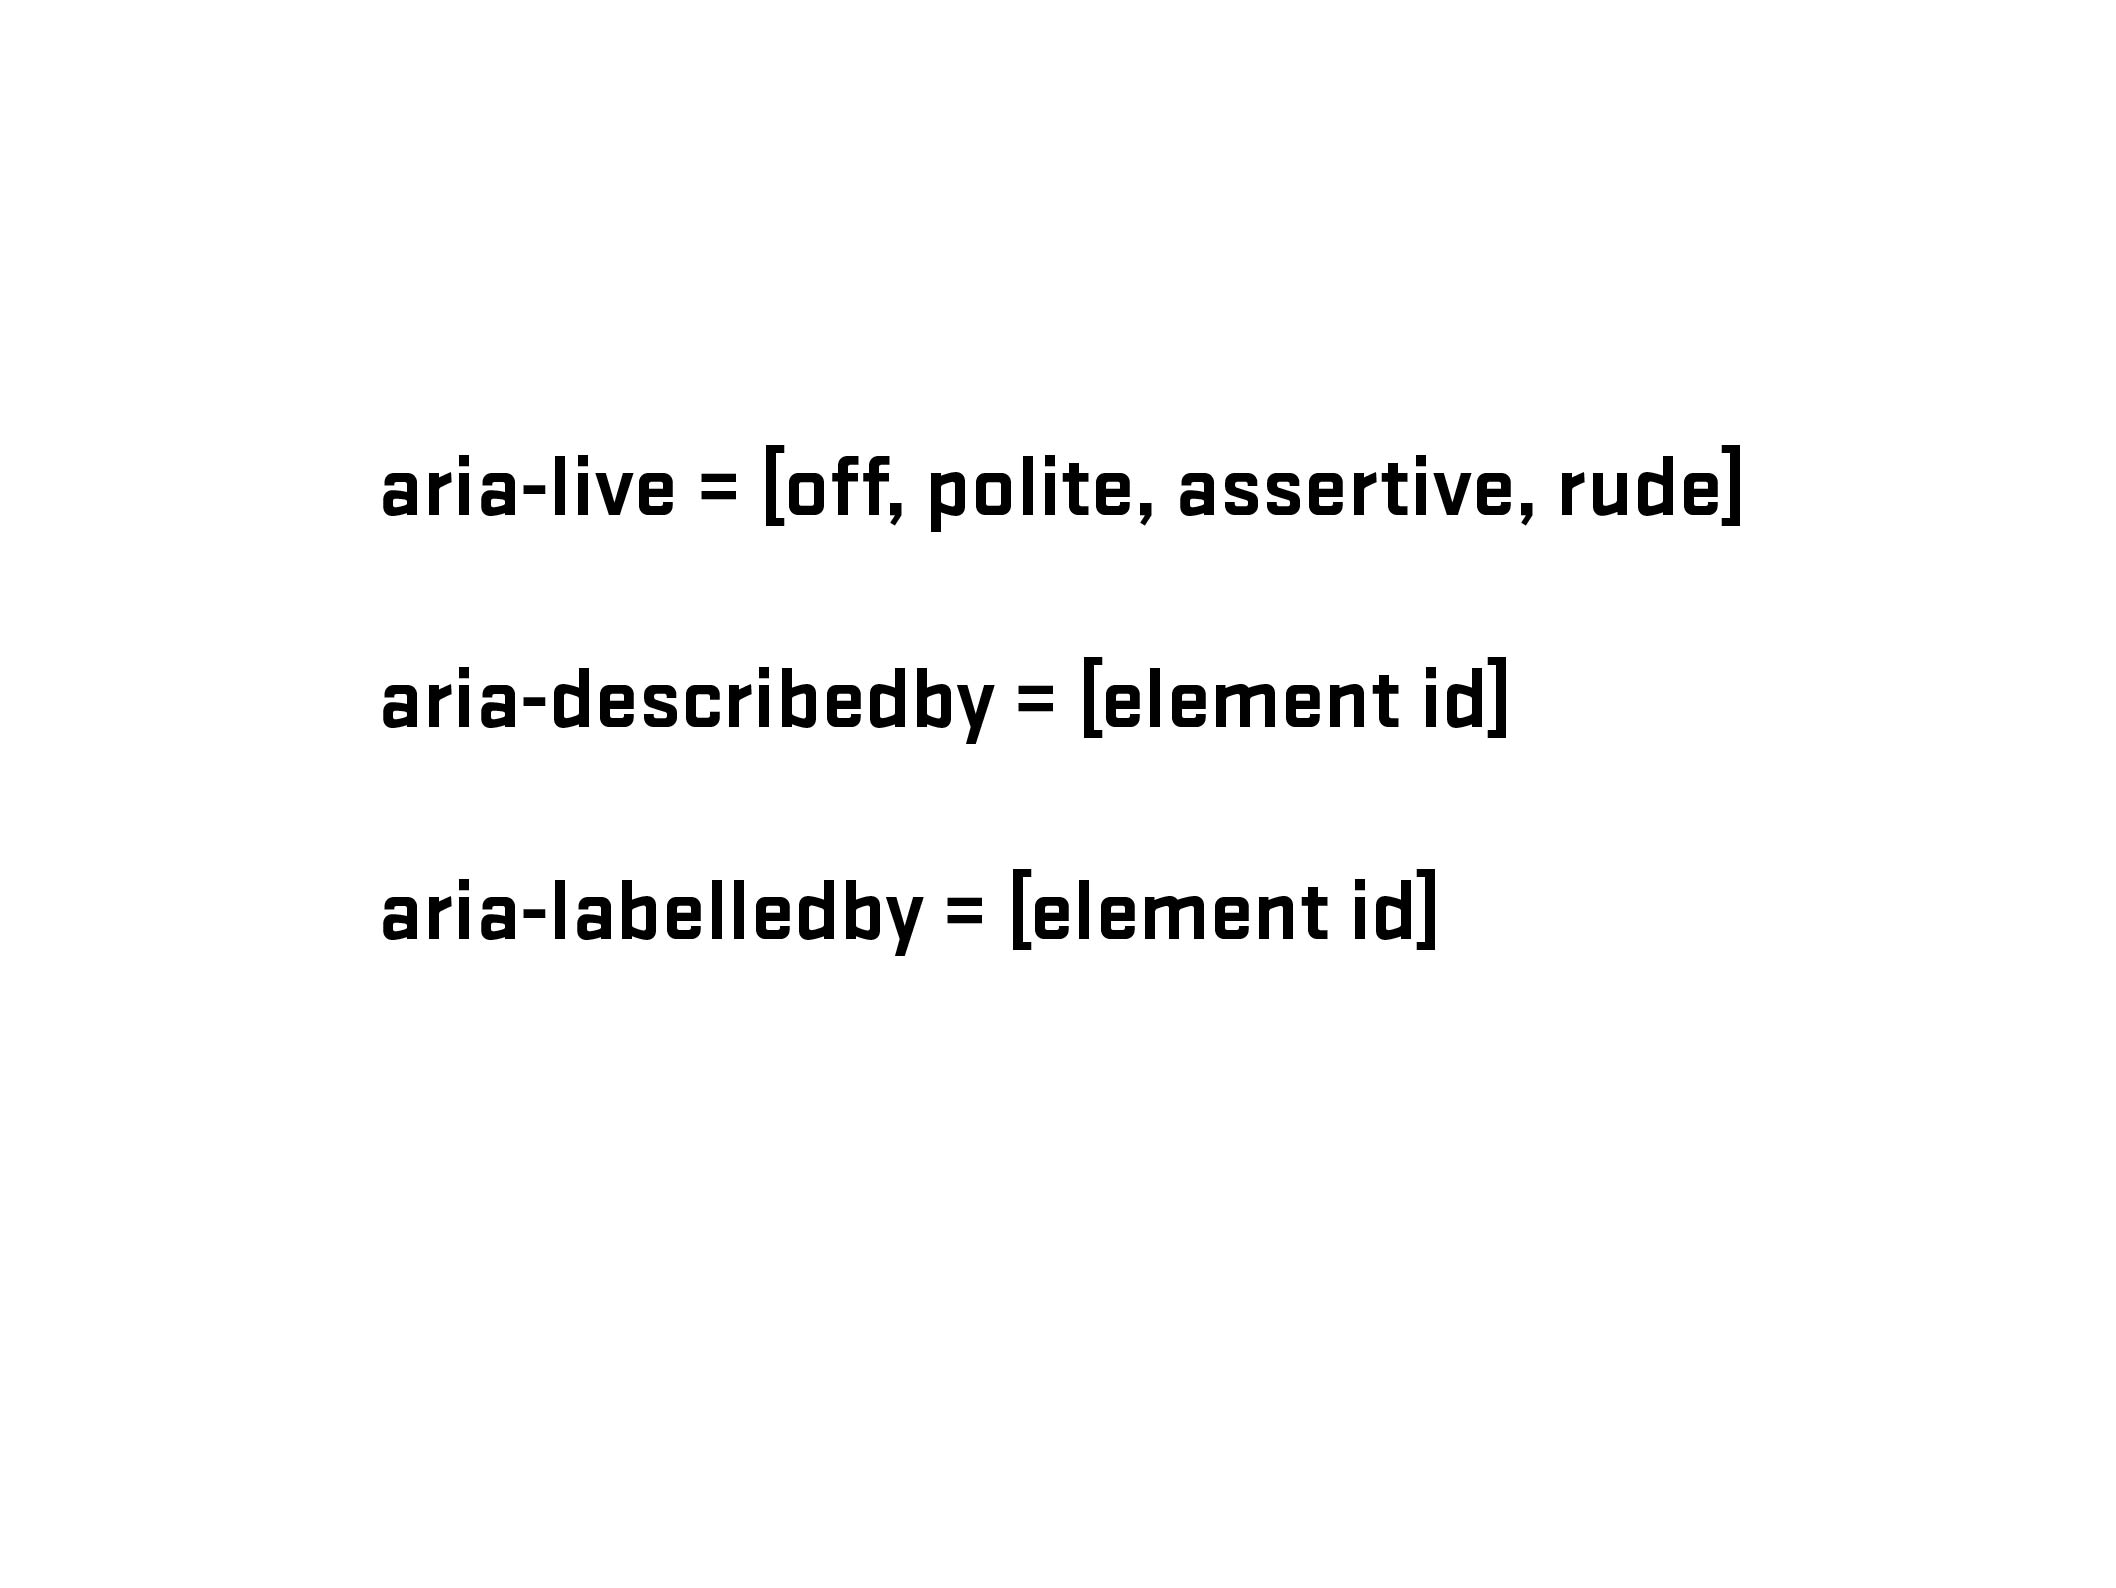 aria-live = [off, polite, assertive, rude]
aria-describedby = [element id]
aria-labelledby = [element id]